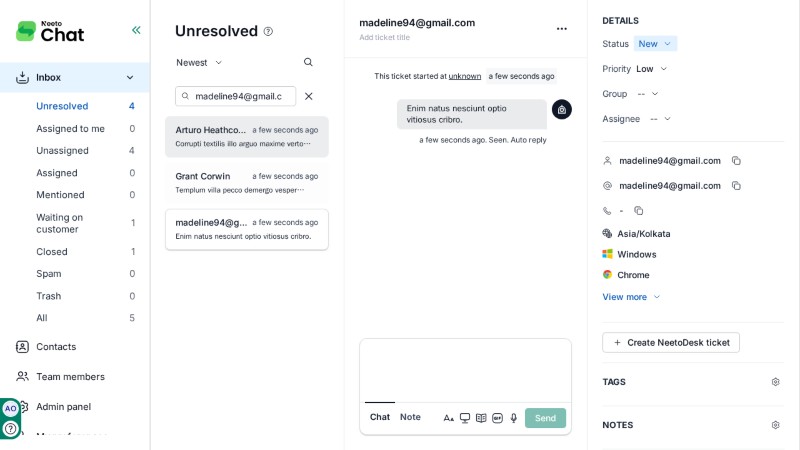 Neeto
Chat
Inbox
Unresolved 4
Assigned to me 0
Unassigned 4
Assigned 0
Mentioned 0
Waiting on
customer 1
Closed 1
Spam 0
Trash 0
All 5
Contacts
Team members
AO
Admin panel
Unresolved
Newest
madeline94@gmail.c
Arturo Heathco... a few seconds ago
Corrupti textilis illo arguo maxime verto...
Grant Corwin a few seconds ago
Templum villa pecco demergo vesper...
madeline94@g... a few seconds ago
Enim natus nesciunt optio vitiosus cribro.
madeline94@gmail.com
Add ticket title
This ticket started at unknown a few seconds ago
Enim natus nesciunt optio
vitiosus cribro.
a few seconds ago. Seen. Auto reply
Chat Note
GIF
Send
DETAILS
Status New
Priority Low
Group --
Assignee --
madeline94@gmail.com
madeline94@gmail.com
-
Asia/Kolkata
Windows
Chrome
View more
+ Create NeetoDesk ticket
TAGS
NOTES